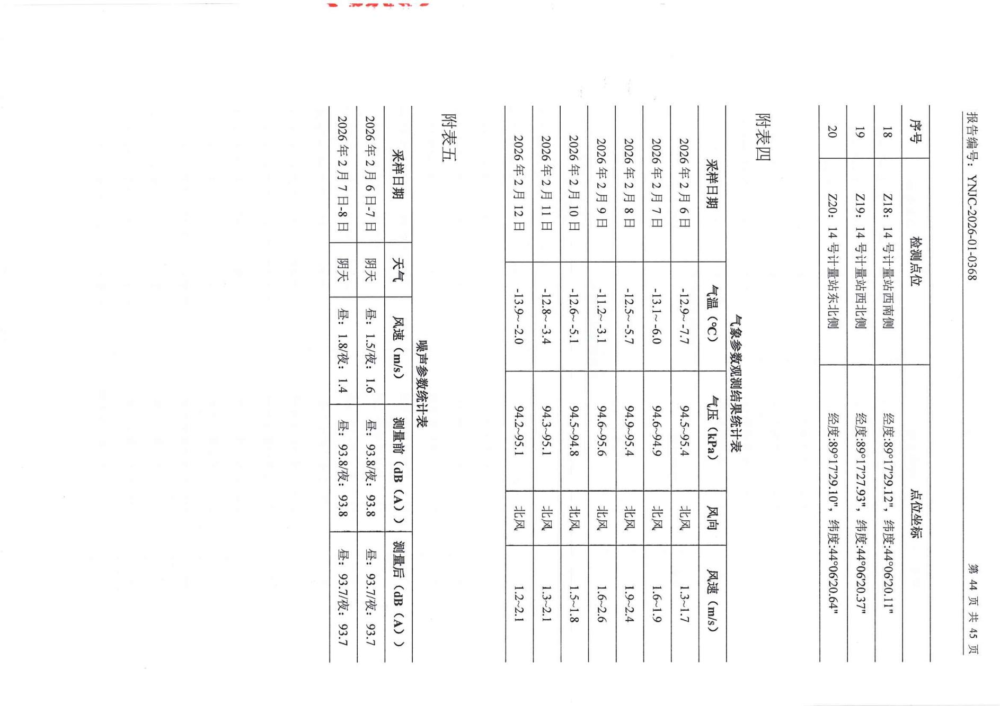 报告编号：YNJC-2026-01-0368 第 44 页 共 45 页
序号 检测点位 点位坐标
18 Z18：14 号计量站西南侧 经度:89°17'29.12"，纬度:44°06'20.11"
19 Z19：14 号计量站西北侧 经度:89°17'27.93"，纬度:44°06'20.37"
20 Z20：14 号计量站东北侧 经度:89°17'29.10"，纬度:44°06'20.64"
附表四
气象参数观测结果统计表
采样日期 气温（°C） 气压（kPa） 风向 风速（m/s）
2026 年 2 月 6 日 -12.9~ -7.7 94.5~95.4 北风 1.3~1.7
2026 年 2 月 7 日 -13.1~ -6.0 94.6~94.9 北风 1.6~1.9
2026 年 2 月 8 日 -12.5~ -5.7 94.9~95.4 北风 1.9~2.4
2026 年 2 月 9 日 -11.2~ -3.1 94.6~95.6 北风 1.6~2.6
2026 年 2 月 10 日 -12.6~ -5.1 94.5~94.8 北风 1.5~1.8
2026 年 2 月 11 日 -12.8~ -3.4 94.3~95.1 北风 1.3~2.1
2026 年 2 月 12 日 -13.9~ -2.0 94.2~95.1 北风 1.2~2.1
附表五
噪声参数统计表
采样日期 天气 风速（m/s） 测量前（dB（A）） 测量后（dB（A））
2026 年 2 月 6 日-7 日 阴天 昼：1.5/夜：1.6 昼：93.8/夜：93.8 昼：93.7/夜：93.7
2026 年 2 月 7 日-8 日 阴天 昼：1.8/夜：1.4 昼：93.8/夜：93.8 昼：93.7/夜：93.7